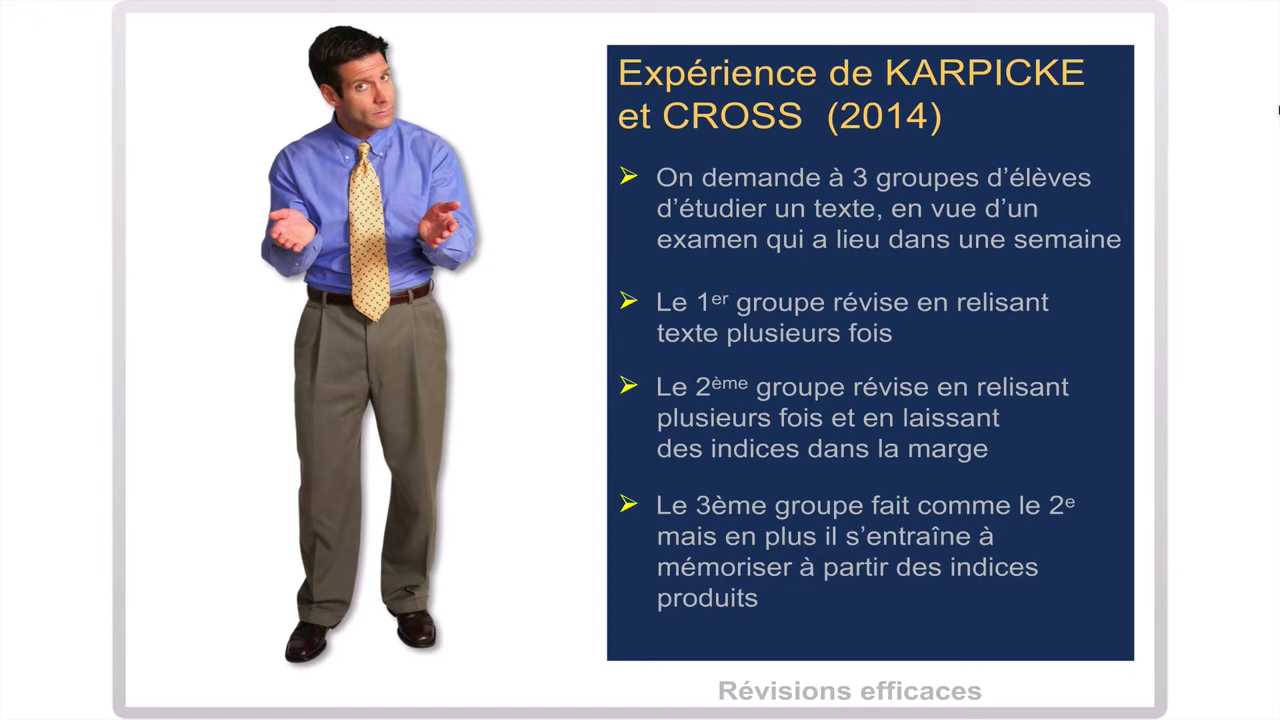 Expérience de KARPICKE
et CROSS (2014)
➢ On demande à 3 groupes d’élèves
d’étudier un texte, en vue d’un
examen qui a lieu dans une semaine
➢ Le 1er groupe révise en relisant
texte plusieurs fois
➢ Le 2ème groupe révise en relisant
plusieurs fois et en laissant
des indices dans la marge
➢ Le 3ème groupe fait comme le 2e
mais en plus il s’entraîne à
mémoriser à partir des indices
produits
Révisions efficaces